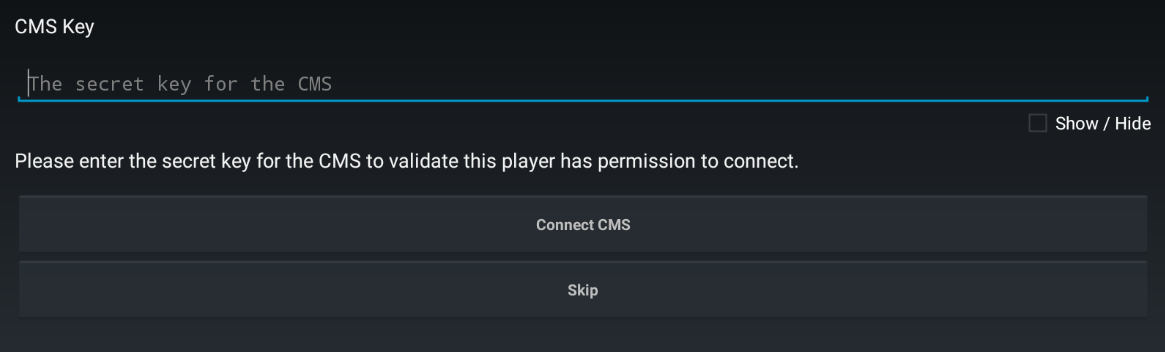 CMS Key
The secret key for the CMS
Show / Hide
Please enter the secret key for the CMS to validate this player has permission to connect.
Connect CMS
Skip